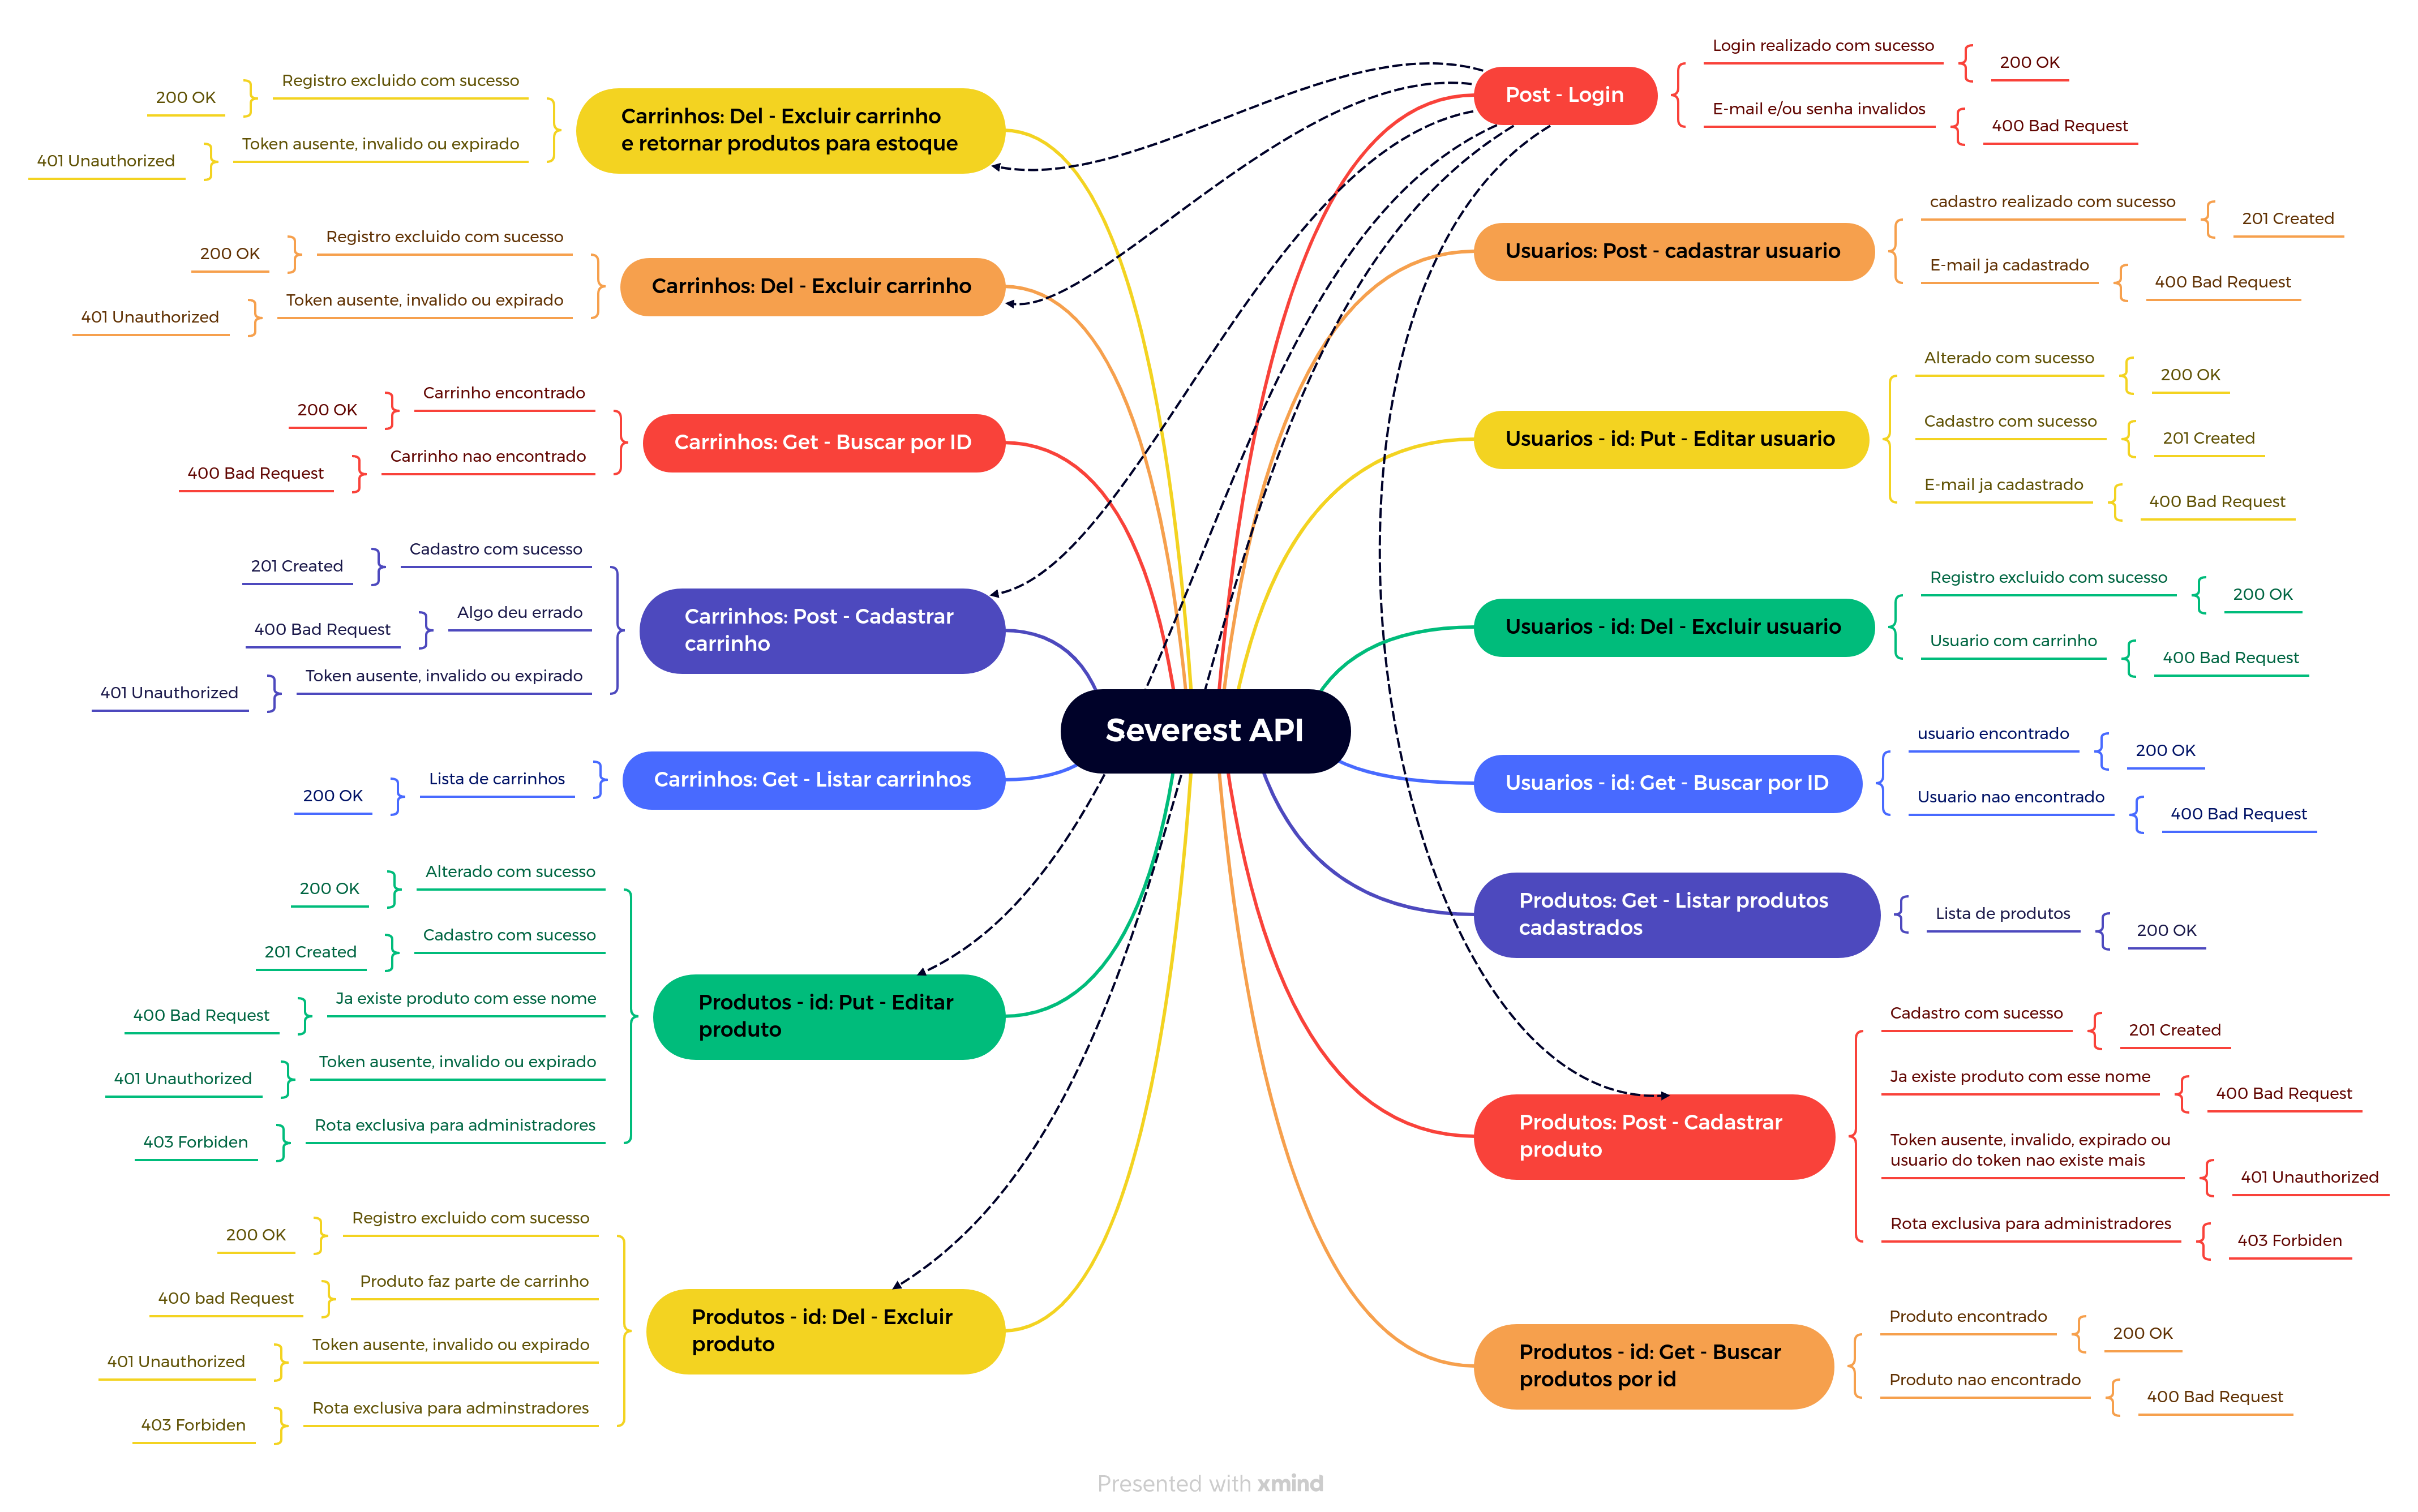 Severest API
Post - Login
Login realizado com sucesso
200 OK
E-mail e/ou senha invalidos
400 Bad Request
Usuarios: Post - cadastrar usuario
cadastro realizado com sucesso
201 Created
E-mail ja cadastrado
400 Bad Request
Usuarios - id: Put - Editar usuario
Alterado com sucesso
200 OK
Cadastro com sucesso
201 Created
E-mail ja cadastrado
400 Bad Request
Usuarios - id: Del - Excluir usuario
Registro excluido com sucesso
200 OK
Usuario com carrinho
400 Bad Request
Usuarios - id: Get - Buscar por ID
usuario encontrado
200 OK
Usuario nao encontrado
400 Bad Request
Produtos: Get - Listar produtos
cadastrados
Lista de produtos
200 OK
Produtos: Post - Cadastrar
produto
Cadastro com sucesso
201 Created
Ja existe produto com esse nome
400 Bad Request
Token ausente, invalido, expirado ou
usuario do token nao existe mais
401 Unauthorized
Rota exclusiva para administradores
403 Forbiden
Produtos - id: Get - Buscar
produtos por id
Produto encontrado
200 OK
Produto nao encontrado
400 Bad Request
Carrinhos: Del - Excluir carrinho
e retornar produtos para estoque
Registro excluido com sucesso
200 OK
Token ausente, invalido ou expirado
401 Unauthorized
Carrinhos: Del - Excluir carrinho
Registro excluido com sucesso
200 OK
Token ausente, invalido ou expirado
401 Unauthorized
Carrinhos: Get - Buscar por ID
Carrinho encontrado
200 OK
Carrinho nao encontrado
400 Bad Request
Carrinhos: Post - Cadastrar
carrinho
Cadastro com sucesso
201 Created
Algo deu errado
400 Bad Request
Token ausente, invalido ou expirado
401 Unauthorized
Carrinhos: Get - Listar carrinhos
Lista de carrinhos
200 OK
Produtos - id: Put - Editar
produto
Alterado com sucesso
200 OK
Cadastro com sucesso
201 Created
Ja existe produto com esse nome
400 Bad Request
Token ausente, invalido ou expirado
401 Unauthorized
Rota exclusiva para administradores
403 Forbiden
Produtos - id: Del - Excluir
produto
Registro excluido com sucesso
200 OK
Produto faz parte de carrinho
400 bad Request
Token ausente, invalido ou expirado
401 Unauthorized
Rota exclusiva para adminstradores
403 Forbiden
Presented with xmind